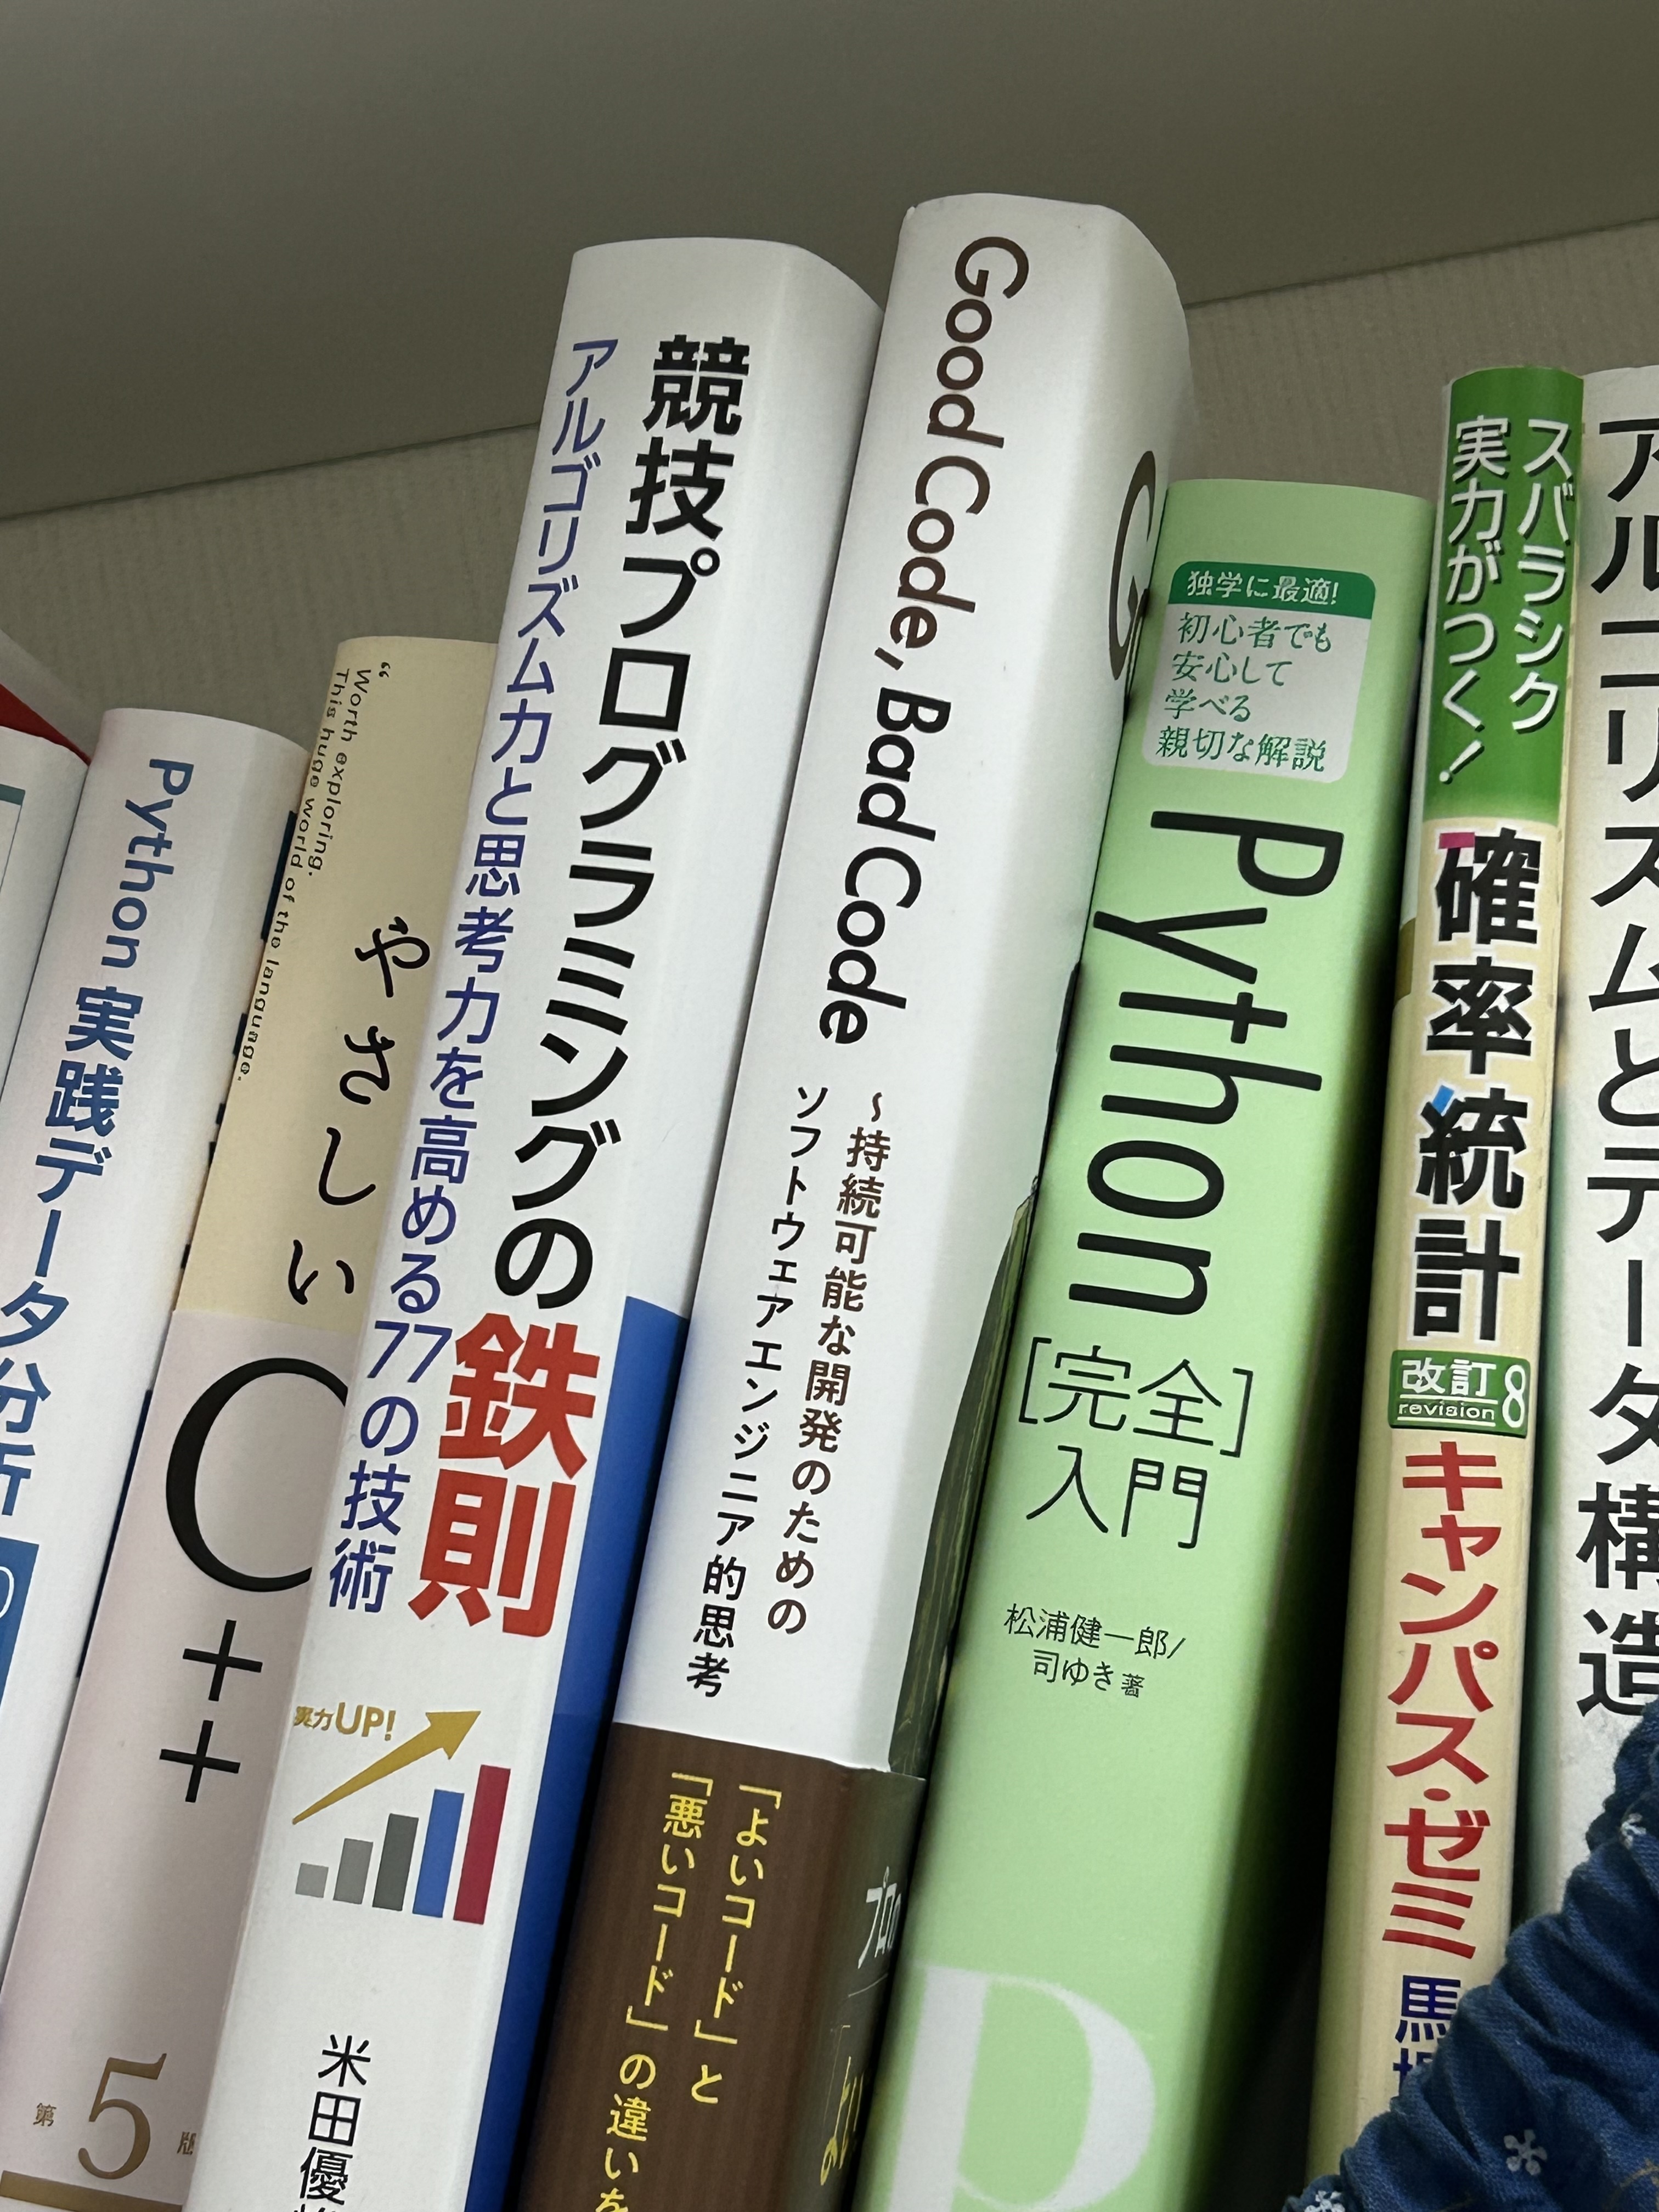 Python 実践データ分析
“Worth exploring.
This huge world of the language.
やさしい
C++
第5版
競技プログラミングの鉄則
アルゴリズム力と思考力を高める77の技術
実力UP!
米田優
Good Code, Bad Code
～持続可能な開発のための
ソフトウェアエンジニア的思考
「よいコード」と
「悪いコード」の違いを
G
プロ
独学に最適!
初心者でも
安心して
学べる
親切な解説
Python
[完全]
入門
松浦健一郎/
司ゆき 著
P
スバラシク
実力がつく!
確率統計
改訂8
revision
キャンパス・ゼミ
馬
アルゴリズムとデータ構造